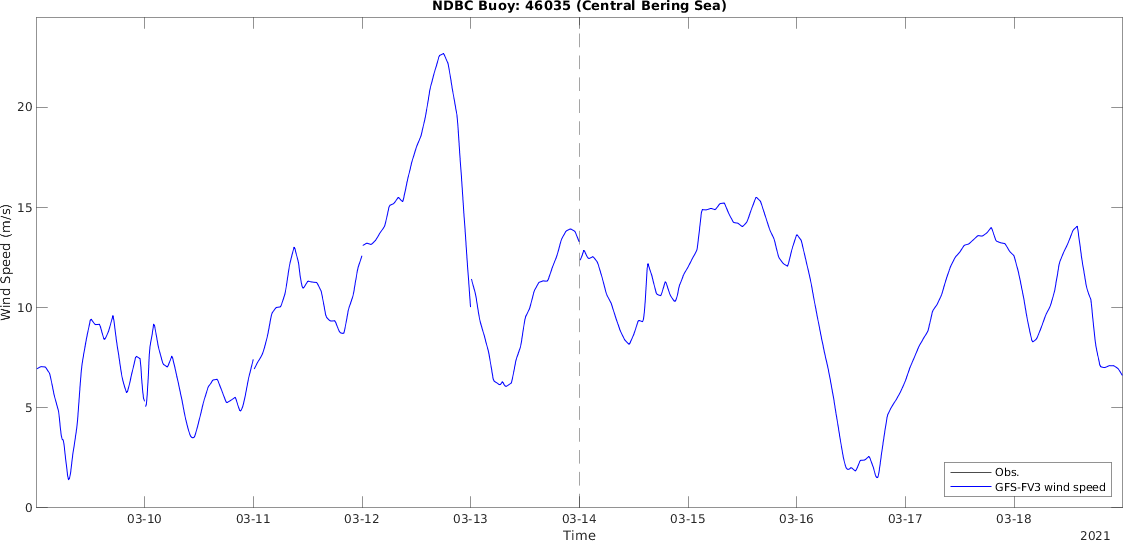 NDBC Buoy: 46035 (Central Bering Sea)
Wind Speed (m/s)
20
15
10
5
0
03-10 03-11 03-12 03-13 03-14 03-15 03-16 03-17 03-18
Time
2021
Obs.
GFS-FV3 wind speed